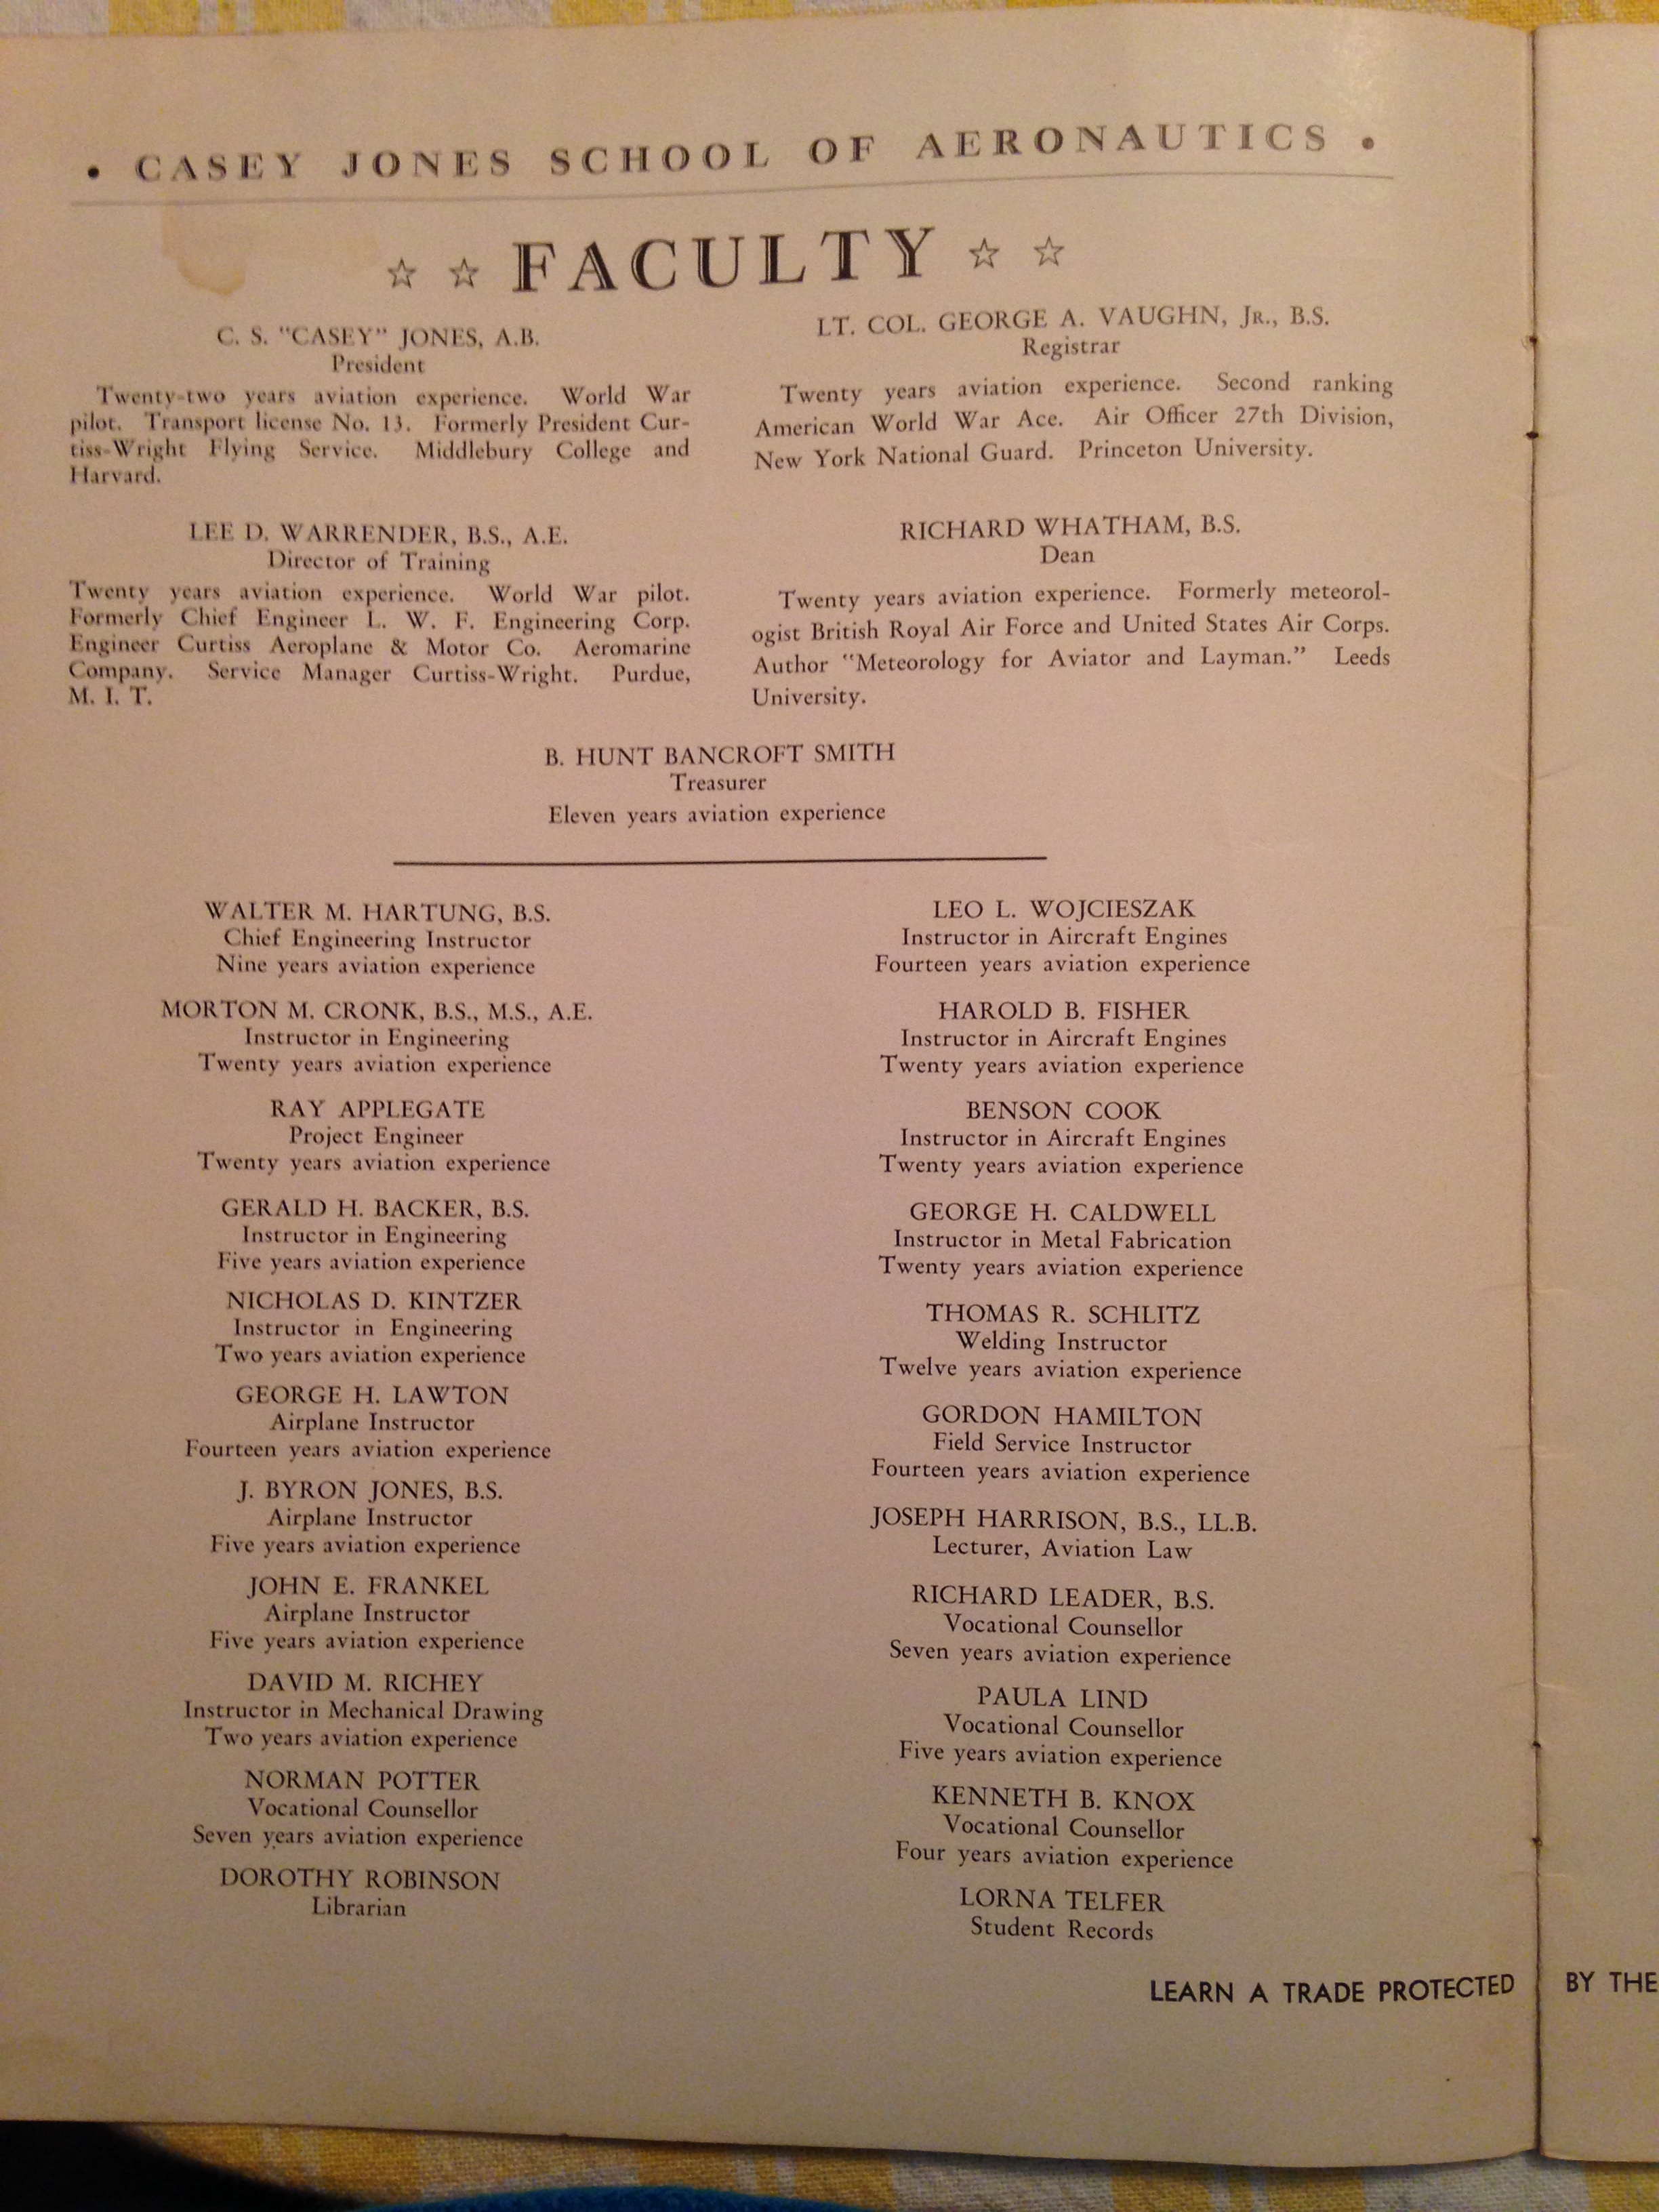 • CASEY JONES SCHOOL OF AERONAUTICS •
☆ ☆ FACULTY ☆ ☆
C. S. "CASEY" JONES, A.B.
President
Twenty-two years aviation experience. World War
pilot. Transport license No. 13. Formerly President Cur-
tiss-Wright Flying Service. Middlebury College and
Harvard.
LT. COL. GEORGE A. VAUGHN, Jr., B.S.
Registrar
Twenty years aviation experience. Second ranking
American World War Ace. Air Officer 27th Division,
New York National Guard. Princeton University.
LEE D. WARRENDER, B.S., A.E.
Director of Training
Twenty years aviation experience. World War pilot.
Formerly Chief Engineer L. W. F. Engineering Corp.
Engineer Curtiss Aeroplane & Motor Co. Aeromarine
Company. Service Manager Curtiss-Wright. Purdue,
M. I. T.
RICHARD WHATHAM, B.S.
Dean
Twenty years aviation experience. Formerly meteorol-
ogist British Royal Air Force and United States Air Corps.
Author "Meteorology for Aviator and Layman." Leeds
University.
B. HUNT BANCROFT SMITH
Treasurer
Eleven years aviation experience
WALTER M. HARTUNG, B.S.
Chief Engineering Instructor
Nine years aviation experience
MORTON M. CRONK, B.S., M.S., A.E.
Instructor in Engineering
Twenty years aviation experience
RAY APPLEGATE
Project Engineer
Twenty years aviation experience
GERALD H. BACKER, B.S.
Instructor in Engineering
Five years aviation experience
NICHOLAS D. KINTZER
Instructor in Engineering
Two years aviation experience
GEORGE H. LAWTON
Airplane Instructor
Fourteen years aviation experience
J. BYRON JONES, B.S.
Airplane Instructor
Five years aviation experience
JOHN E. FRANKEL
Airplane Instructor
Five years aviation experience
DAVID M. RICHEY
Instructor in Mechanical Drawing
Two years aviation experience
NORMAN POTTER
Vocational Counsellor
Seven years aviation experience
DOROTHY ROBINSON
Librarian
LEO L. WOJCIESZAK
Instructor in Aircraft Engines
Fourteen years aviation experience
HAROLD B. FISHER
Instructor in Aircraft Engines
Twenty years aviation experience
BENSON COOK
Instructor in Aircraft Engines
Twenty years aviation experience
GEORGE H. CALDWELL
Instructor in Metal Fabrication
Twenty years aviation experience
THOMAS R. SCHLITZ
Welding Instructor
Twelve years aviation experience
GORDON HAMILTON
Field Service Instructor
Fourteen years aviation experience
JOSEPH HARRISON, B.S., LL.B.
Lecturer, Aviation Law
RICHARD LEADER, B.S.
Vocational Counsellor
Seven years aviation experience
PAULA LIND
Vocational Counsellor
Five years aviation experience
KENNETH B. KNOX
Vocational Counsellor
Four years aviation experience
LORNA TELFER
Student Records
LEARN A TRADE PROTECTED BY THE